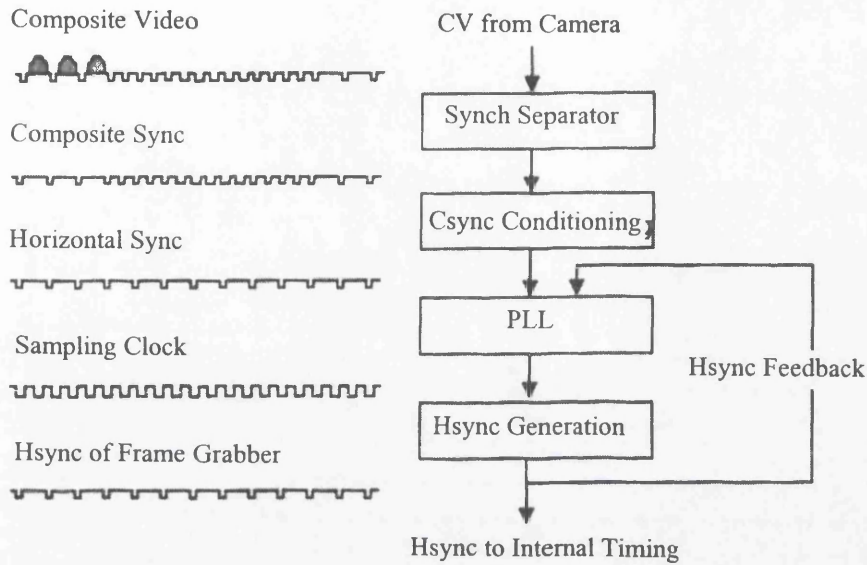 Composite Video
Composite Sync
Horizontal Sync
Sampling Clock
Hsync of Frame Grabber
CV from Camera
Synch Separator
Csync Conditioning
PLL
Hsync Feedback
Hsync Generation
Hsync to Internal Timing